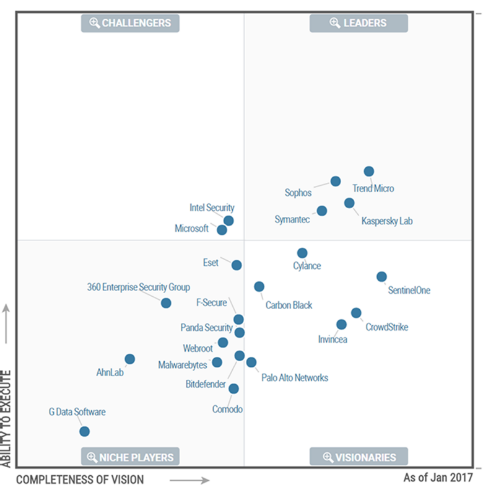 CHALLENGERS
LEADERS
Trend Micro
Sophos
Intel Security
Symantec
Kaspersky Lab
Microsoft
Eset
Cylance
360 Enterprise Security Group
SentinelOne
F-Secure
Carbon Black
Panda Security
CrowdStrike
Invincea
Webroot
Malwarebytes
AhnLab
Palo Alto Networks
Bitdefender
Comodo
G Data Software
NICHE PLAYERS
VISIONARIES
ABILITY TO EXECUTE
COMPLETENESS OF VISION
As of Jan 2017